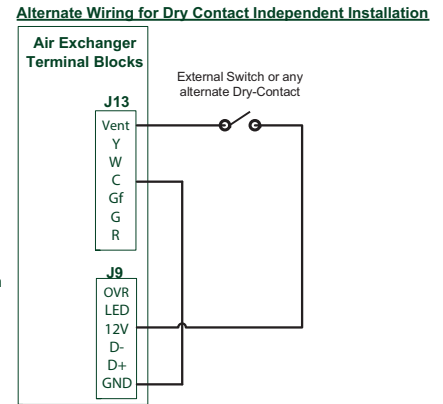 Alternate Wiring for Dry Contact Independent Installation
Air Exchanger
Terminal Blocks
External Switch or any
alternate Dry-Contact
J13
Vent
Y
W
C
Gf
G
R
J9
OVR
LED
12V
D-
D+
GND